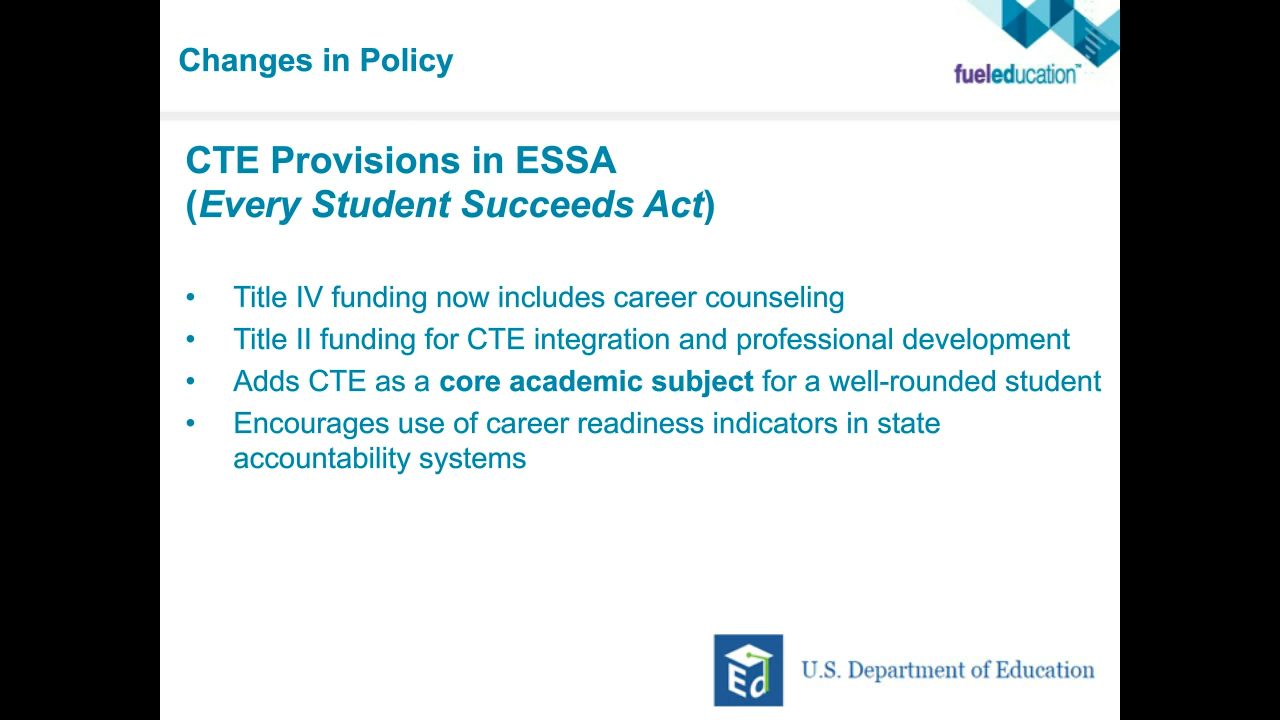 Changes in Policy
fueleducation™
CTE Provisions in ESSA
(Every Student Succeeds Act)
• Title IV funding now includes career counseling
• Title II funding for CTE integration and professional development
• Adds CTE as a core academic subject for a well-rounded student
• Encourages use of career readiness indicators in state
accountability systems
Ed
U.S. Department of Education